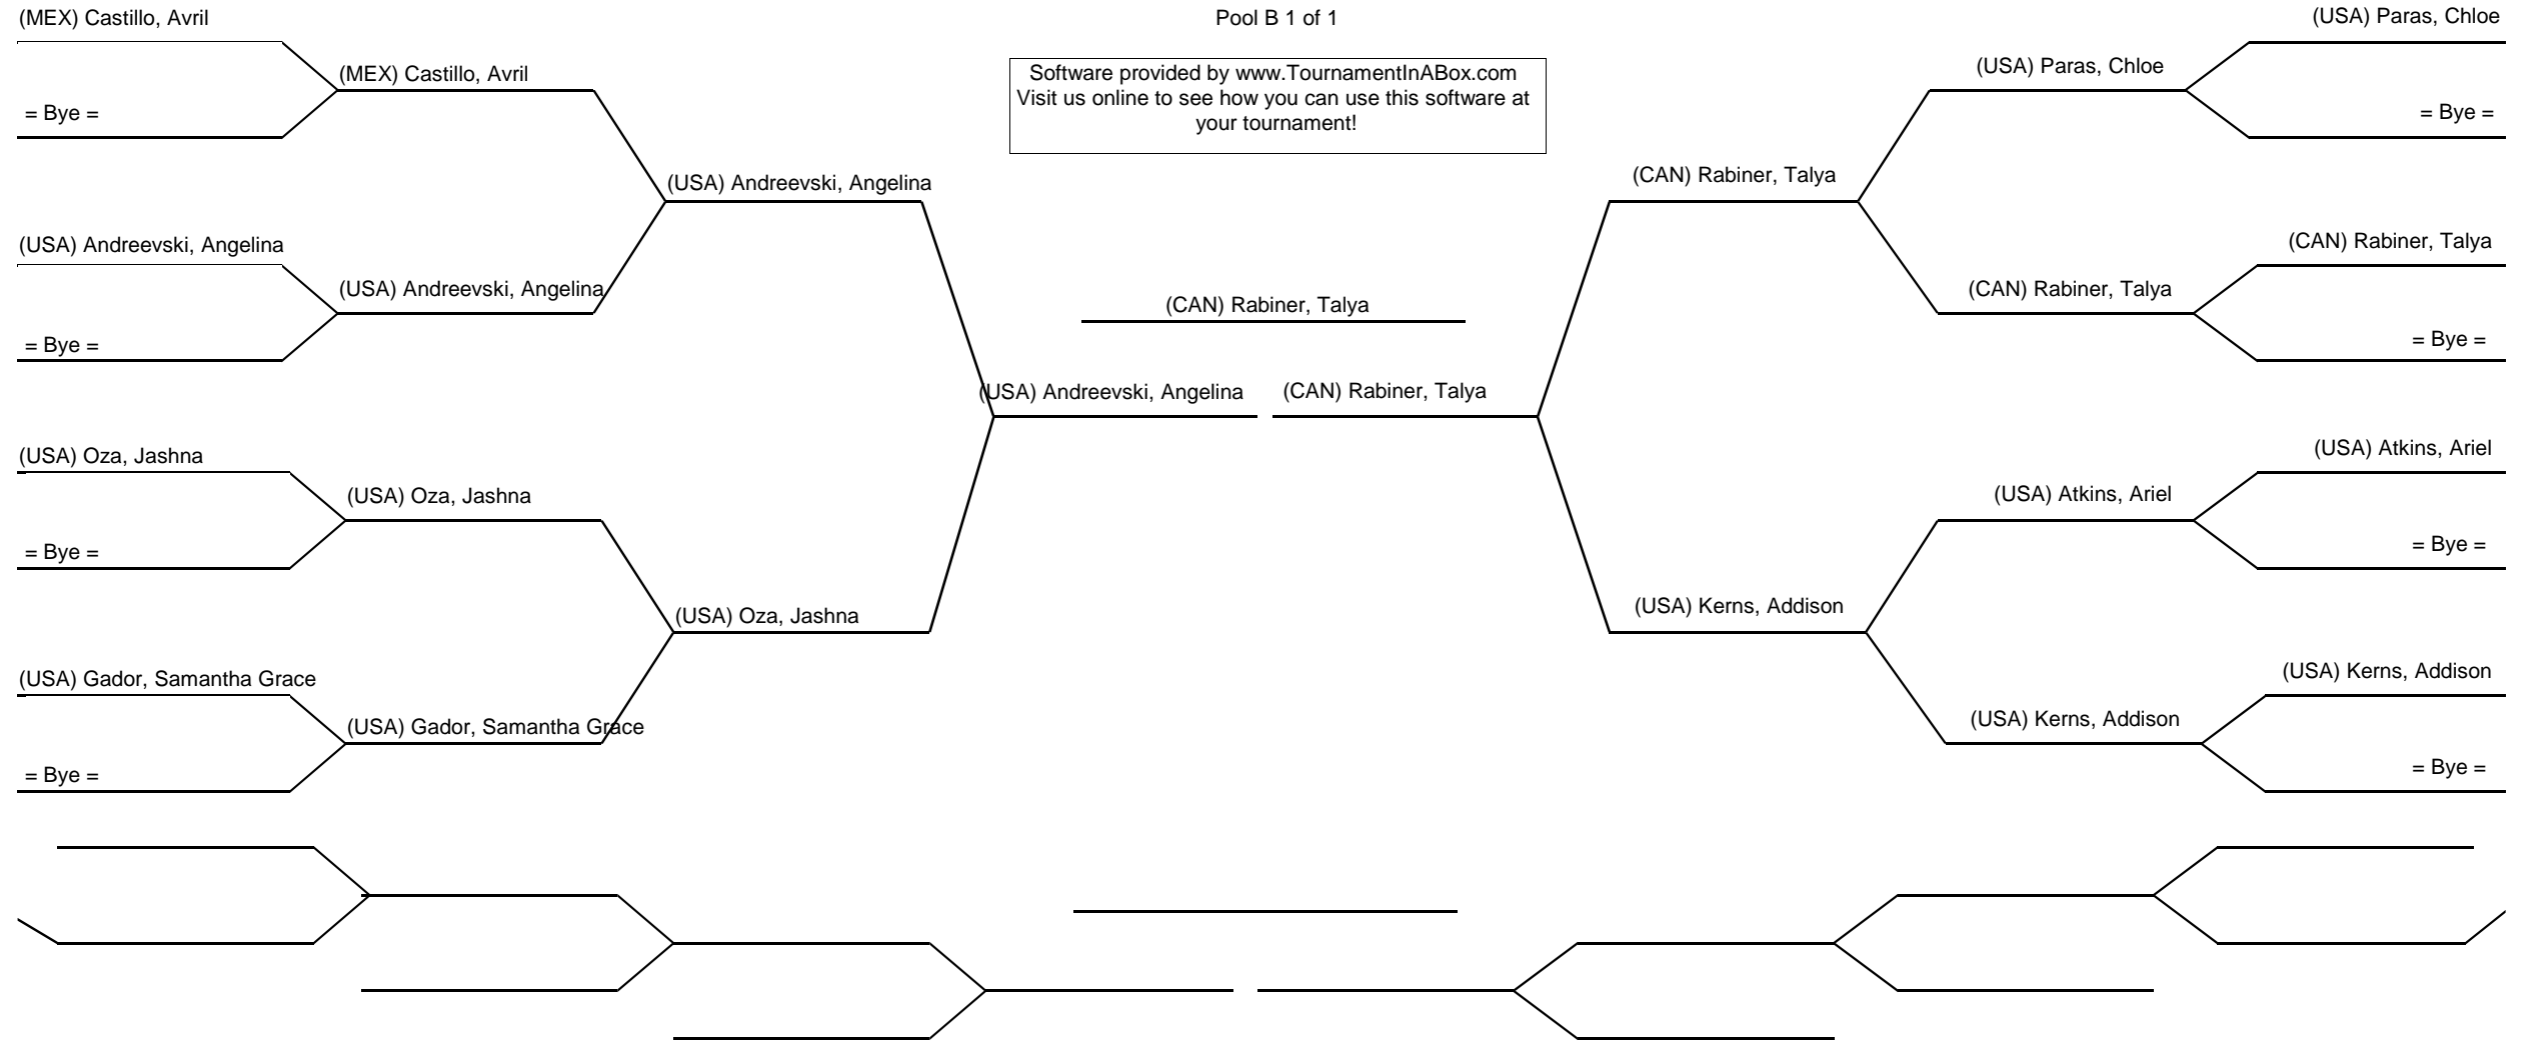 Pool B 1 of 1
Software provided by www.TournamentInABox.com
Visit us online to see how you can use this software at
your tournament!
(MEX) Castillo, Avril
= Bye =
(USA) Andreevski, Angelina
= Bye =
(USA) Oza, Jashna
= Bye =
(USA) Gador, Samantha Grace
= Bye =
(MEX) Castillo, Avril
(USA) Andreevski, Angelina
(USA) Oza, Jashna
(USA) Gador, Samantha Grace
(USA) Andreevski, Angelina
(USA) Oza, Jashna
(USA) Andreevski, Angelina
(CAN) Rabiner, Talya
(CAN) Rabiner, Talya
(CAN) Rabiner, Talya
(USA) Kerns, Addison
(USA) Paras, Chloe
(CAN) Rabiner, Talya
(USA) Atkins, Ariel
(USA) Kerns, Addison
(USA) Paras, Chloe
= Bye =
(CAN) Rabiner, Talya
= Bye =
(USA) Atkins, Ariel
= Bye =
(USA) Kerns, Addison
= Bye =